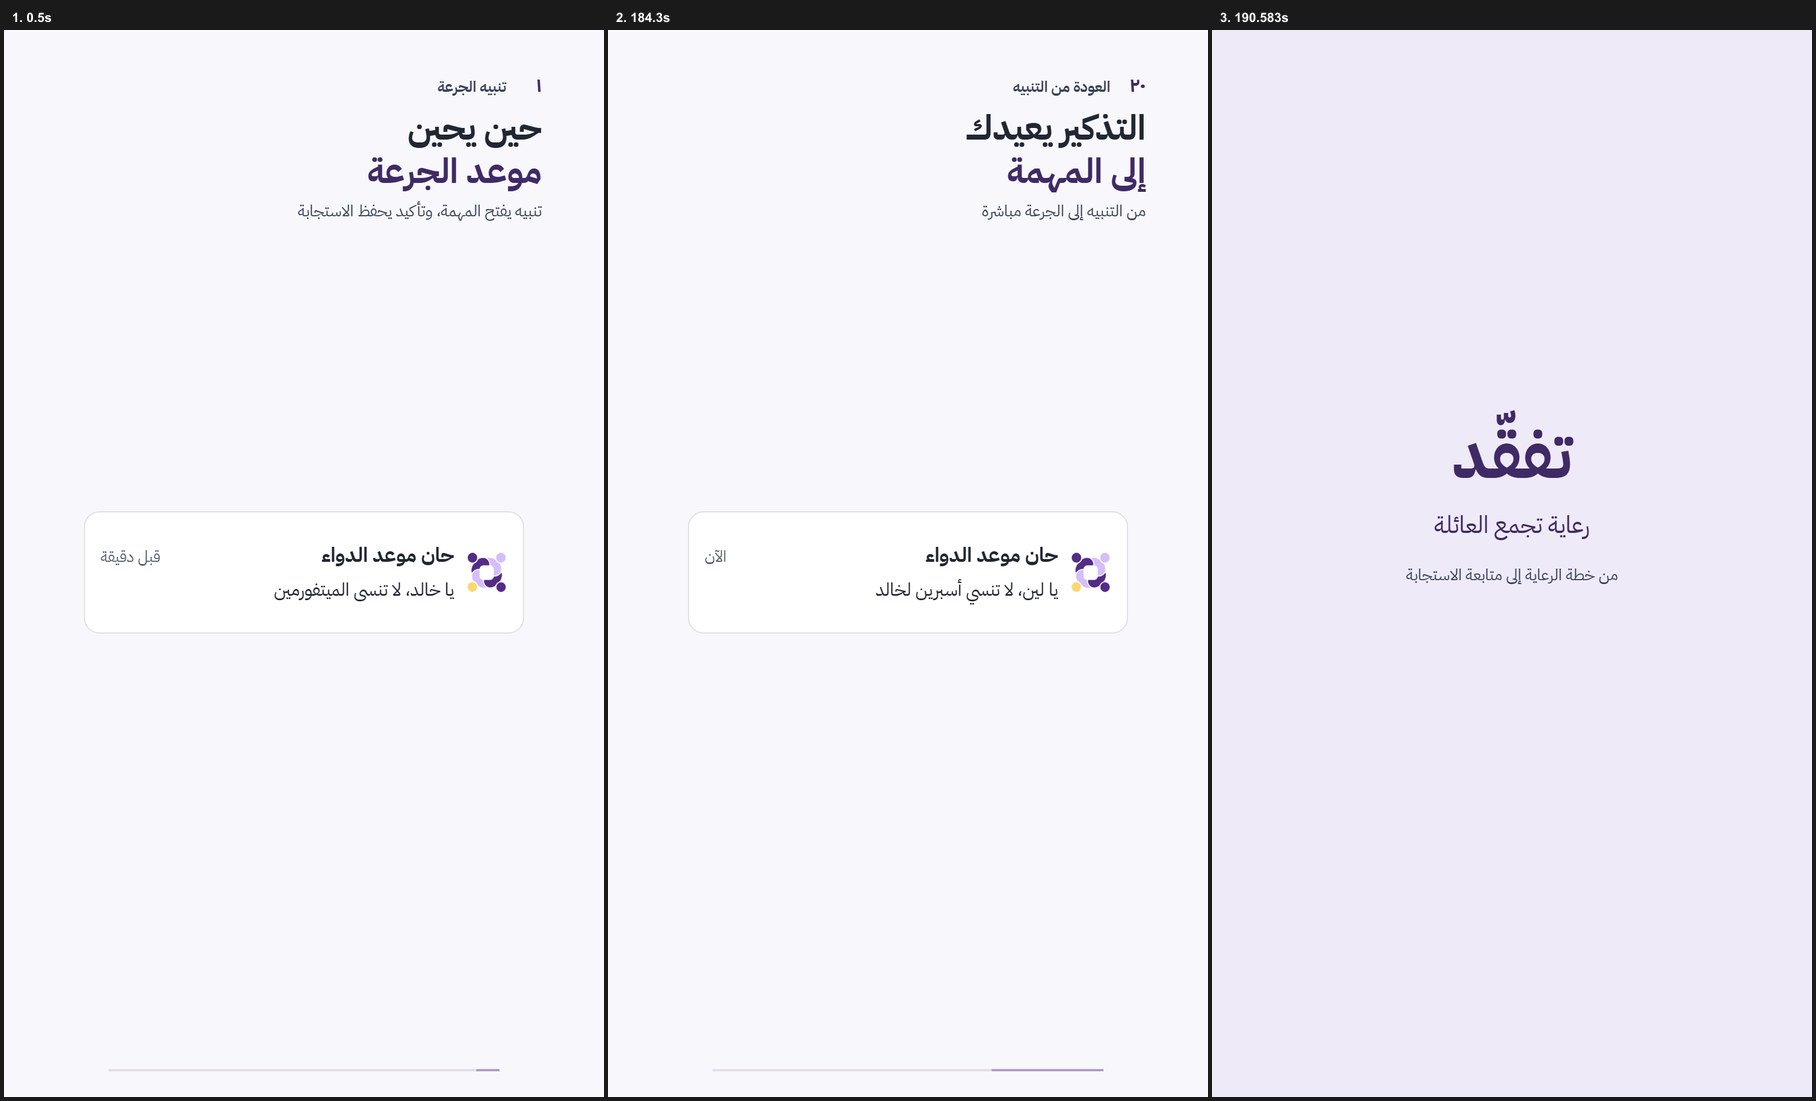 1. 0.5s
١ تنبيه الجرعة
حين يحين
موعد الجرعة
تنبيه يفتح المهمة، وتأكيد يحفظ الاستجابة
حان موعد الدواء قبل دقيقة
يا خالد، لا تنسى الميتفورمين
2. 184.3s
٢٠ العودة من التنبيه
التذكير يعيدك
إلى المهمة
من التنبيه إلى الجرعة مباشرة
حان موعد الدواء الآن
يا لين، لا تنسي أسبرين لخالد
3. 190.583s
تفقّد
رعاية تجمع العائلة
من خطة الرعاية إلى متابعة الاستجابة